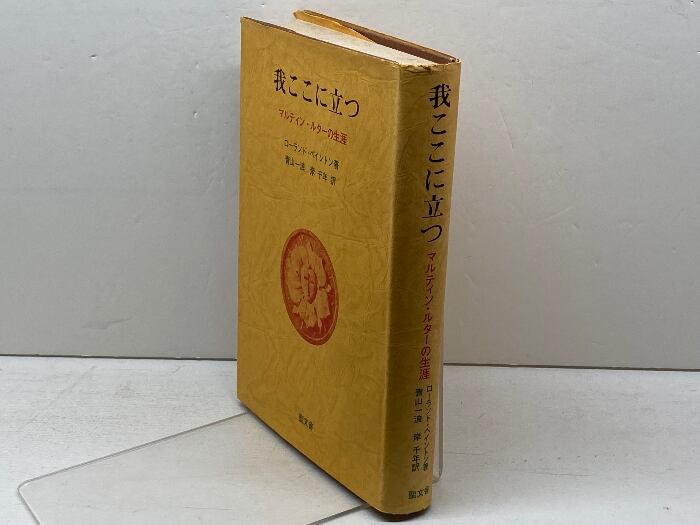 我ここに立つ
マルティン・ルターの生涯
ローランド・ベイントン著
青山一浪 岸 千年 訳
聖文舎
我ここに立つ
マルティン・ルターの生涯
ローランド・ベイントン著
青山一浪 岸 千年訳
聖文舎